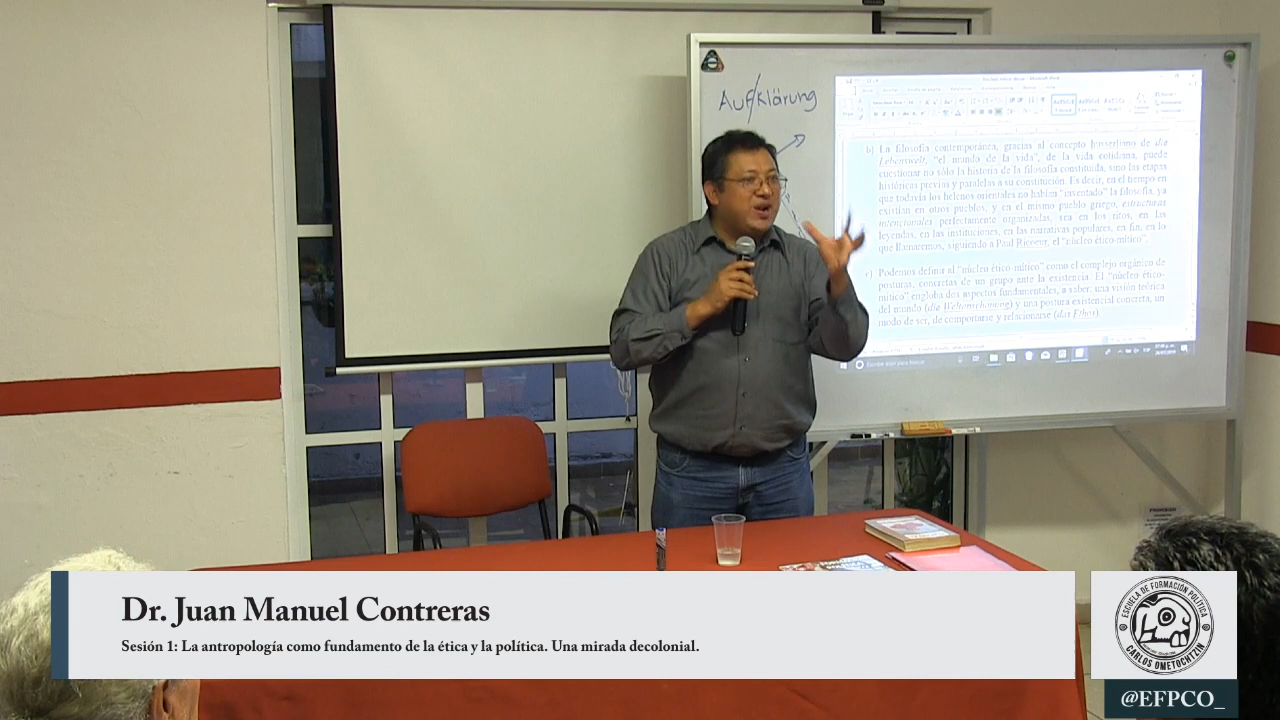 Aufklärung
b) La filosofía contemporánea, gracias al concepto husserliano de die
Lebenswelt, "el mundo de la vida", de la vida cotidiana, puede
cuestionar no sólo la historia de la filosofía constituida, sino las etapas
históricas previas y paralelas a su constitución. Es decir, en el tiempo en
que todavía los helenos orientales no habían "inventado" la filosofía, ya
existían en otros pueblos, y en el mismo pueblo griego, estructuras
intencionales perfectamente organizadas, sea en los ritos, en las
leyendas, en las instituciones, en las narrativas populares, en fin, en lo
que llamaremos, siguiendo a Paul Ricoeur, el "núcleo ético-mítico".
c) Podemos definir al "núcleo ético-mítico" como el complejo orgánico de
posturas, concretas de un grupo ante la existencia. El "núcleo ético-
mítico" engloba dos aspectos fundamentales, a saber: una visión teórica
del mundo (die Weltanschauung) y una postura existencial concreta, un
modo de ser, de comportarse y relacionarse (das Ethos).
PROHIBIDO
Dr. Juan Manuel Contreras
Sesión 1: La antropología como fundamento de la ética y la política. Una mirada decolonial.
ESCUELA DE FORMACIÓN POLÍTICA
CARLOS OMETOCHTZIN
@EFPCO_